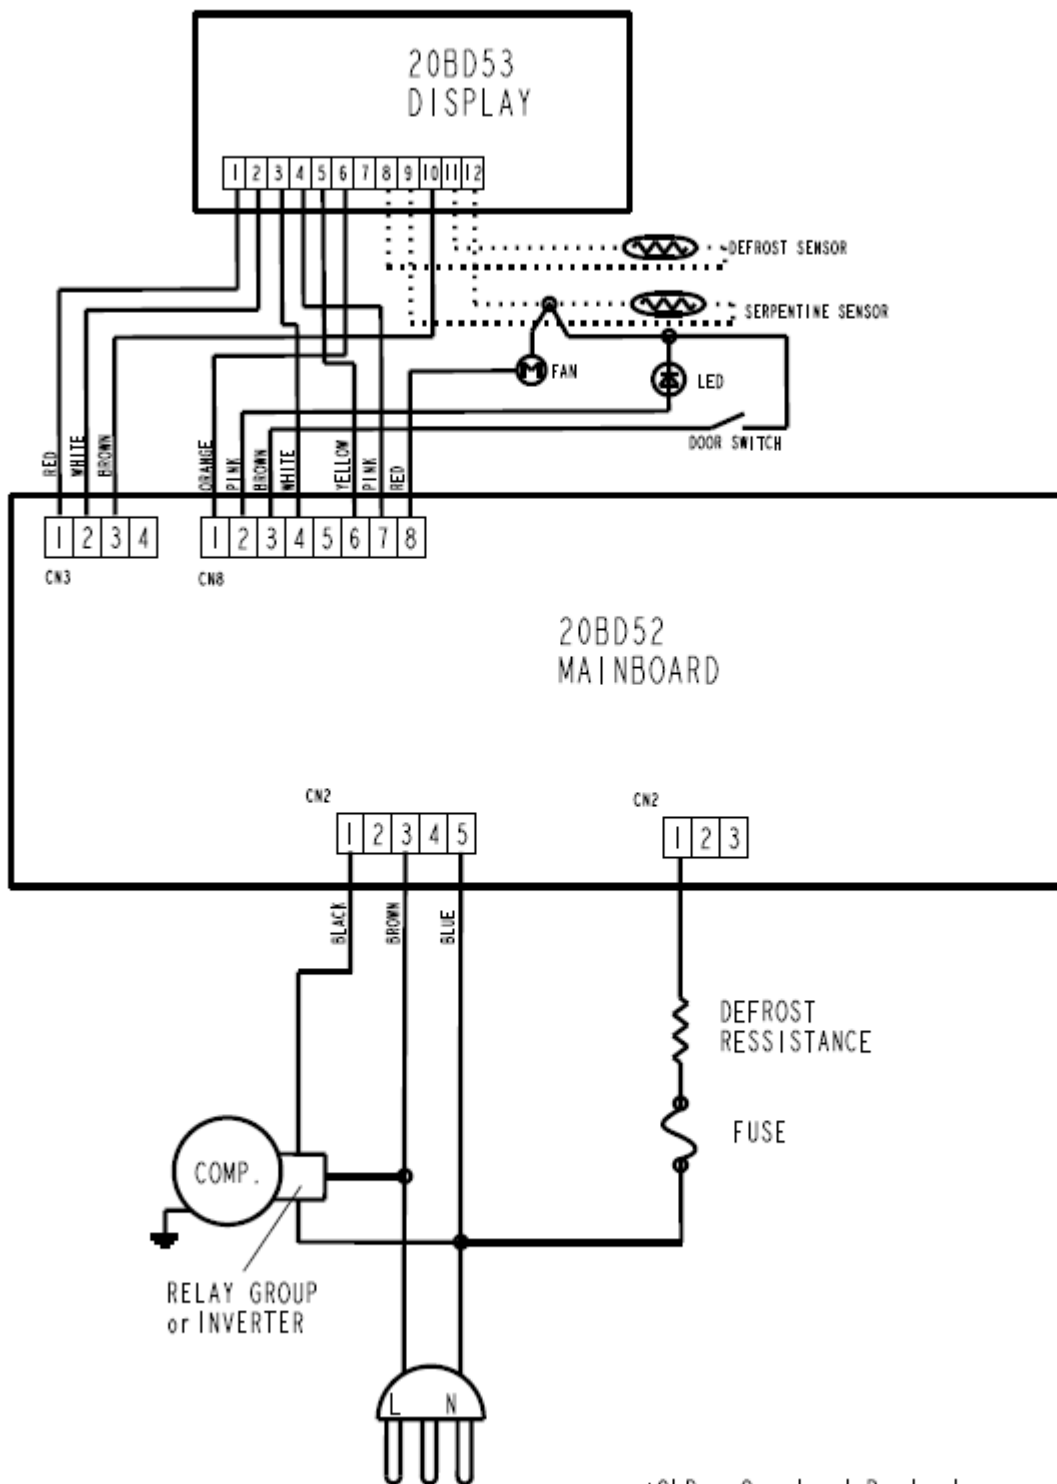 20BD53
DISPLAY
1 2 3 4 5 6 7 8 9 10 11 12
DEFROST SENSOR
SERPENTINE SENSOR
M FAN
LED
DOOR SWITCH
RED
WHITE
BROWN
ORANGE
PINK
BROWN
WHITE
YELLOW
PINK
RED
1 2 3 4
CN3
1 2 3 4 5 6 7 8
CN8
20BD52
MAINBOARD
CN2
1 2 3 4 5
CN2
1 2 3
BLACK
BROWN
BLUE
DEFROST
RESSISTANCE
FUSE
COMP.
RELAY GROUP
or INVERTER
L N